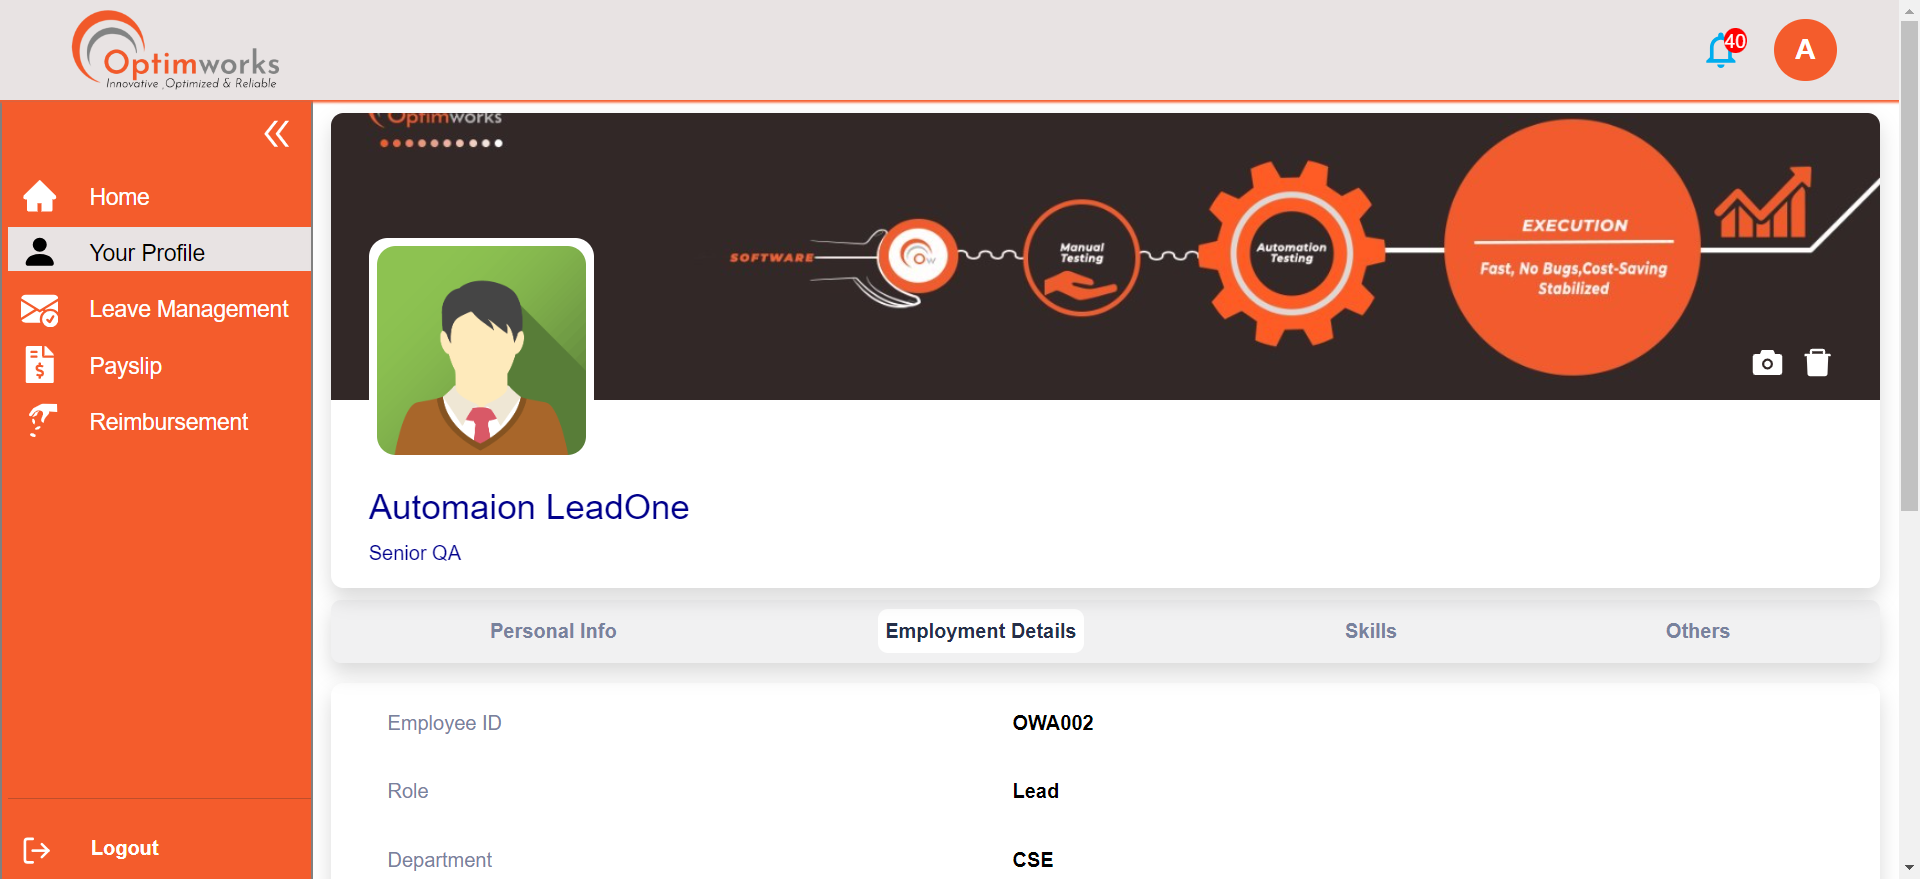 Optimworks
Innovative ,Optimized & Reliable
40
A
Home
Your Profile
Leave Management
Payslip
Reimbursement
Logout
Optimworks
SOFTWARE
OW
Manual
Testing
Automation
Testing
EXECUTION
Fast, No Bugs,Cost-Saving
Stabilized
Automaion LeadOne
Senior QA
Personal Info
Employment Details
Skills
Others
Employee ID
OWA002
Role
Lead
Department
CSE